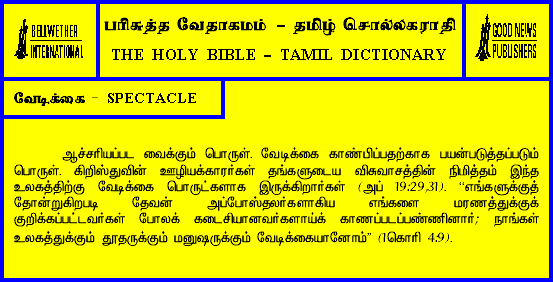 BELLWETHER
INTERNATIONAL
பரிசுத்த வேதாகமம் - தமிழ் சொல்லகராதி
THE HOLY BIBLE - TAMIL DICTIONARY
GOOD NEWS
PUBLISHERS
வேடிக்கை - SPECTACLE
ஆச்சரியப்பட வைக்கும் பொருள். வேடிக்கை காண்பிப்பதற்காக பயன்படுத்தப்படும்
பொருள். கிறிஸ்துவின் ஊழியக்காரர்கள் தங்களுடைய விசுவாசத்தின் நிமித்தம் இந்த
உலகத்திற்கு வேடிக்கை பொருட்களாக இருக்கிறார்கள் (அப் 19:29,31). "எங்களுக்குத்
தோன்றுகிறபடி தேவன் அப்போஸ்தலர்களாகிய எங்களை மரணத்துக்குக்
குறிக்கப்பட்டவர்கள் போலக் கடைசியானவர்களாய்க் காணப்படப்பண்ணினார்; நாங்கள்
உலகத்துக்கும் தூதருக்கும் மனுஷருக்கும் வேடிக்கையானோம்" (1கொரி 4:9).